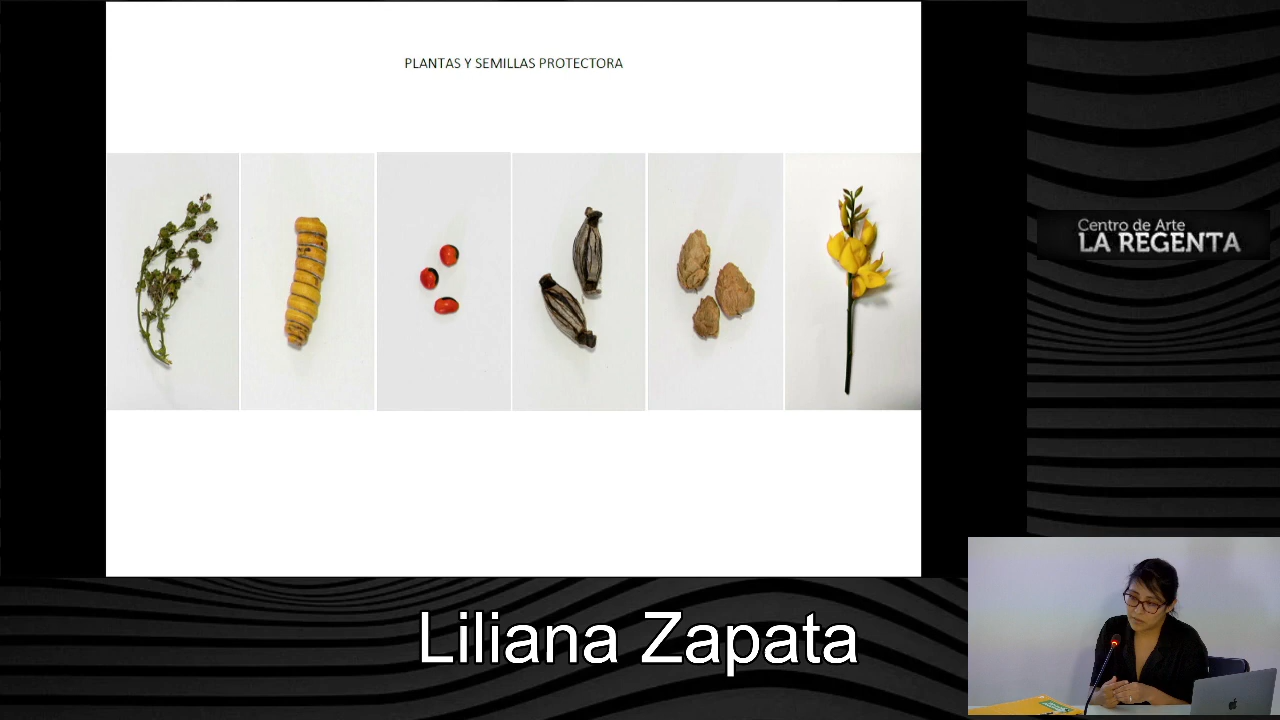 PLANTAS Y SEMILLAS PROTECTORA
Centro de Arte
LA REGENTA
Liliana Zapata